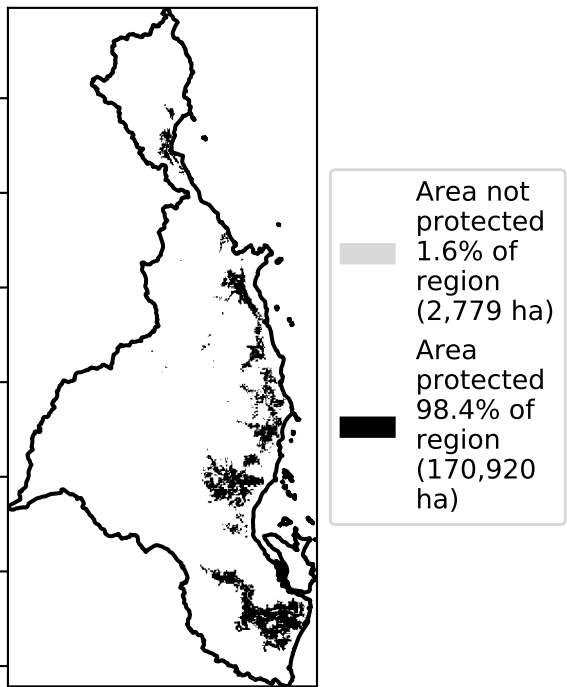 Area not
protected
1.6% of
region
(2,779 ha)
Area
protected
98.4% of
region
(170,920
ha)